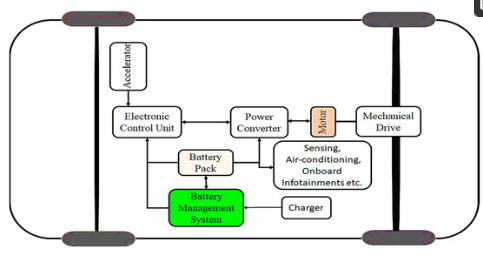 Accelerator
Electronic
Control Unit
Power
Converter
Motor
Mechanical
Drive
Sensing,
Air-conditioning,
Onboard
Infotainments etc.
Battery
Pack
Battery
Management
System
Charger